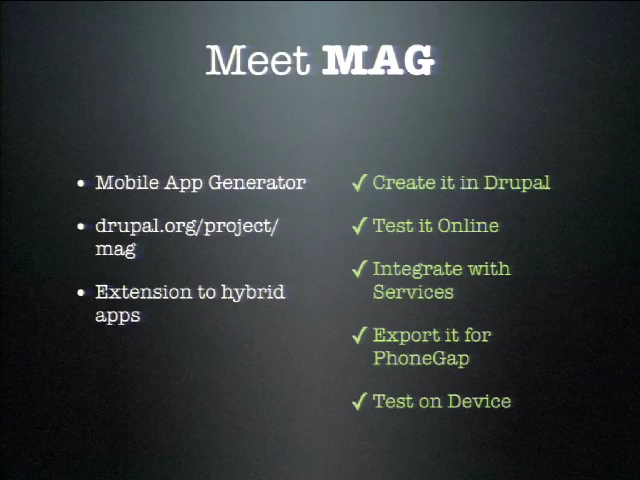 Meet MAG
• Mobile App Generator
• drupal.org/project/
mag
• Extension to hybrid
apps
✓ Create it in Drupal
✓ Test it Online
✓ Integrate with
Services
✓ Export it for
PhoneGap
✓ Test on Device